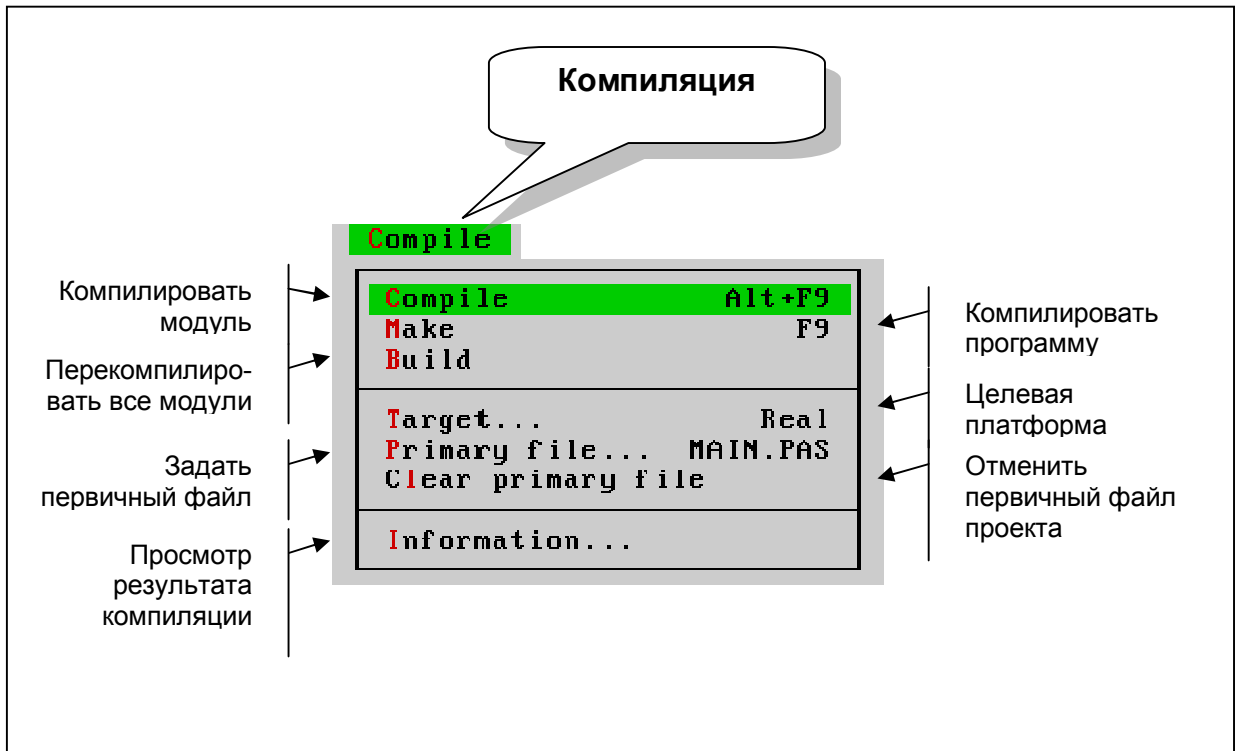 Компиляция
Compile
Compile Alt+F9
Make F9
Build
Target... Real
Primary file... MAIN.PAS
Clear primary file
Information...
Компилировать
модуль
Перекомпилиро-
вать все модули
Задать
первичный файл
Просмотр
результата
компиляции
Компилировать
программу
Целевая
платформа
Отменить
первичный файл
проекта